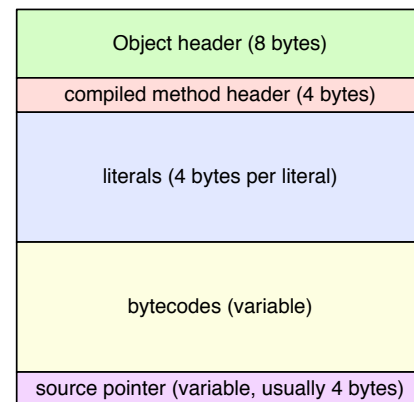 Object header (8 bytes)
compiled method header (4 bytes)
literals (4 bytes per literal)
bytecodes (variable)
source pointer (variable, usually 4 bytes)